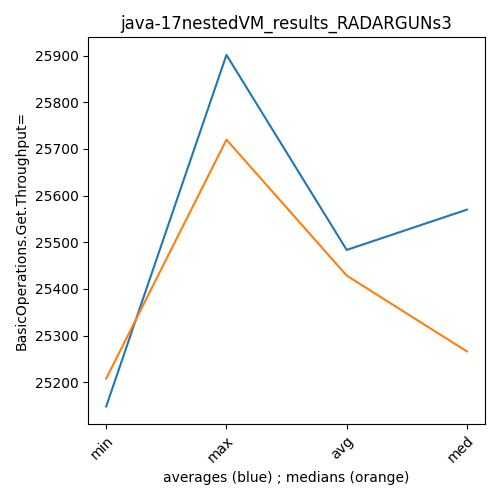 java-17nestedVM_results_RADARGUNs3
BasicOperations.Get.Throughput=
25900
25800
25700
25600
25500
25400
25300
25200
min
max
avg
med
averages (blue) ; medians (orange)